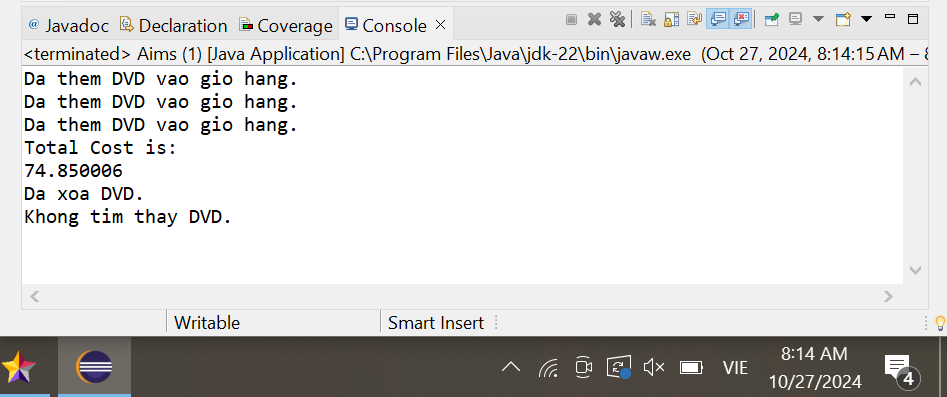 @ Javadoc Declaration Coverage Console
<terminated> Aims (1) [Java Application] C:\Program Files\Java\jdk-22\bin\javaw.exe (Oct 27, 2024, 8:14:15 AM –
Da them DVD vao gio hang.
Da them DVD vao gio hang.
Da them DVD vao gio hang.
Total Cost is:
74.850006
Da xoa DVD.
Khong tim thay DVD.
Writable Smart Insert
VIE
8:14 AM
10/27/2024
4